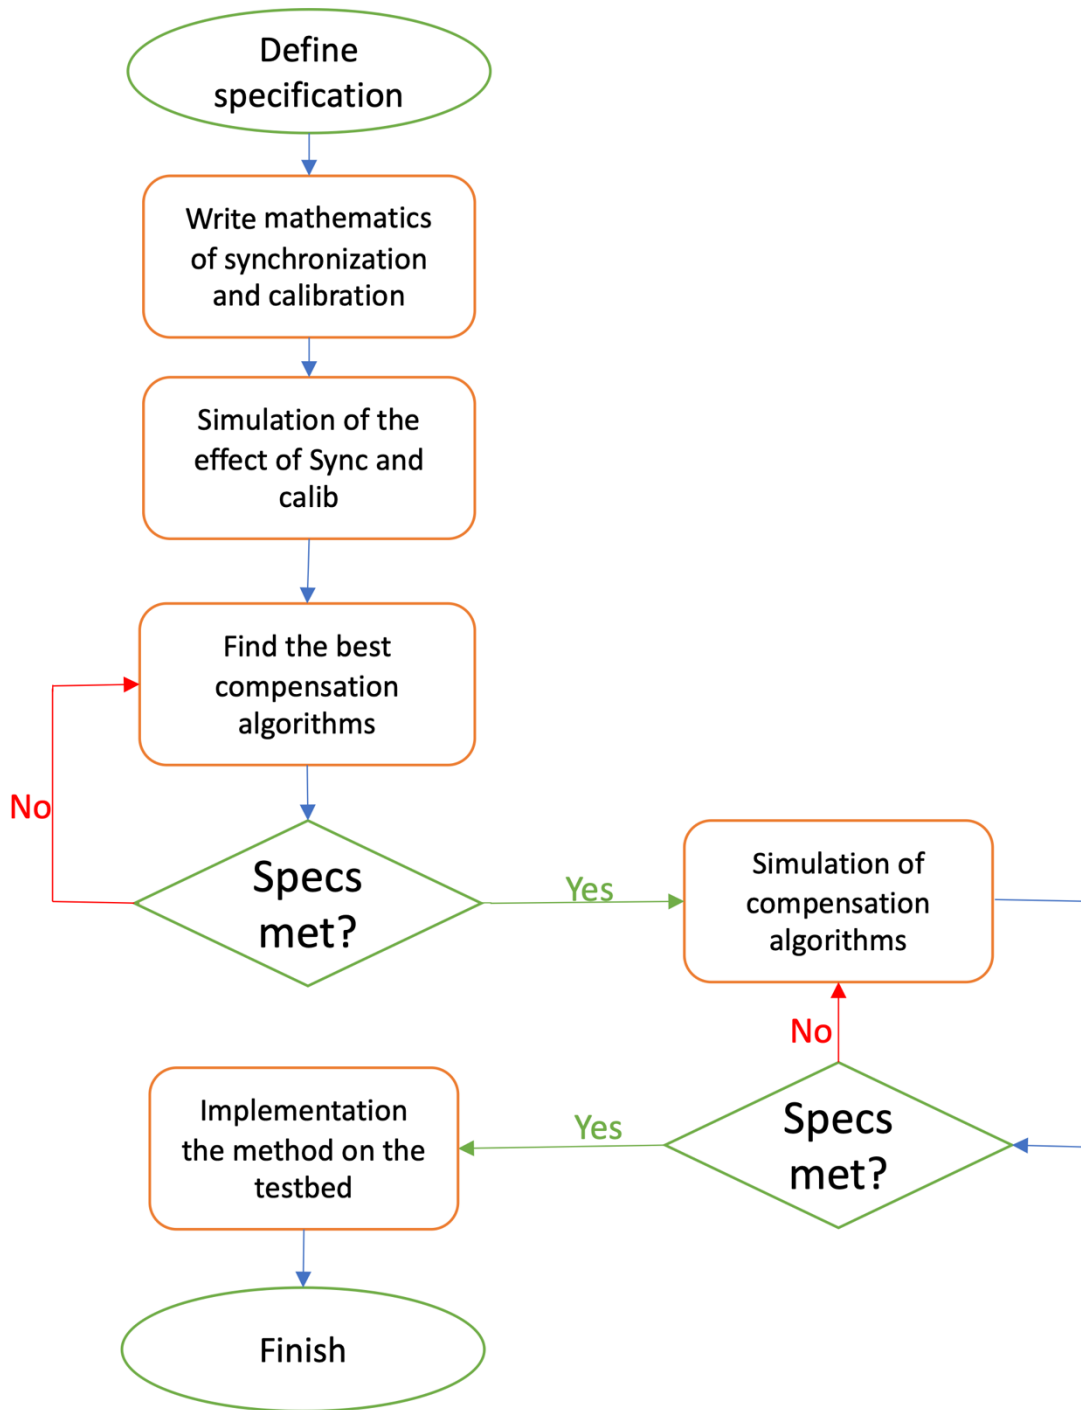 Define
specification
Write mathematics
of synchronization
and calibration
Simulation of the
effect of Sync and
calib
Find the best
compensation
algorithms
No
Specs
met?
Yes
Simulation of
compensation
algorithms
No
Specs
met?
Yes
Implementation
the method on the
testbed
Finish